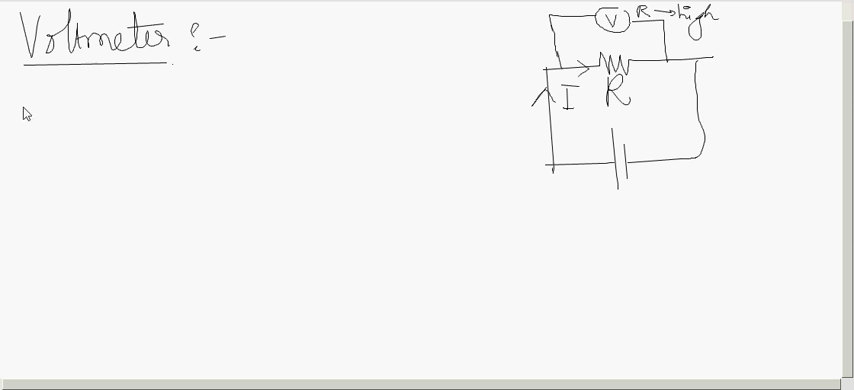 Voltmeter :-
V R → high
I R